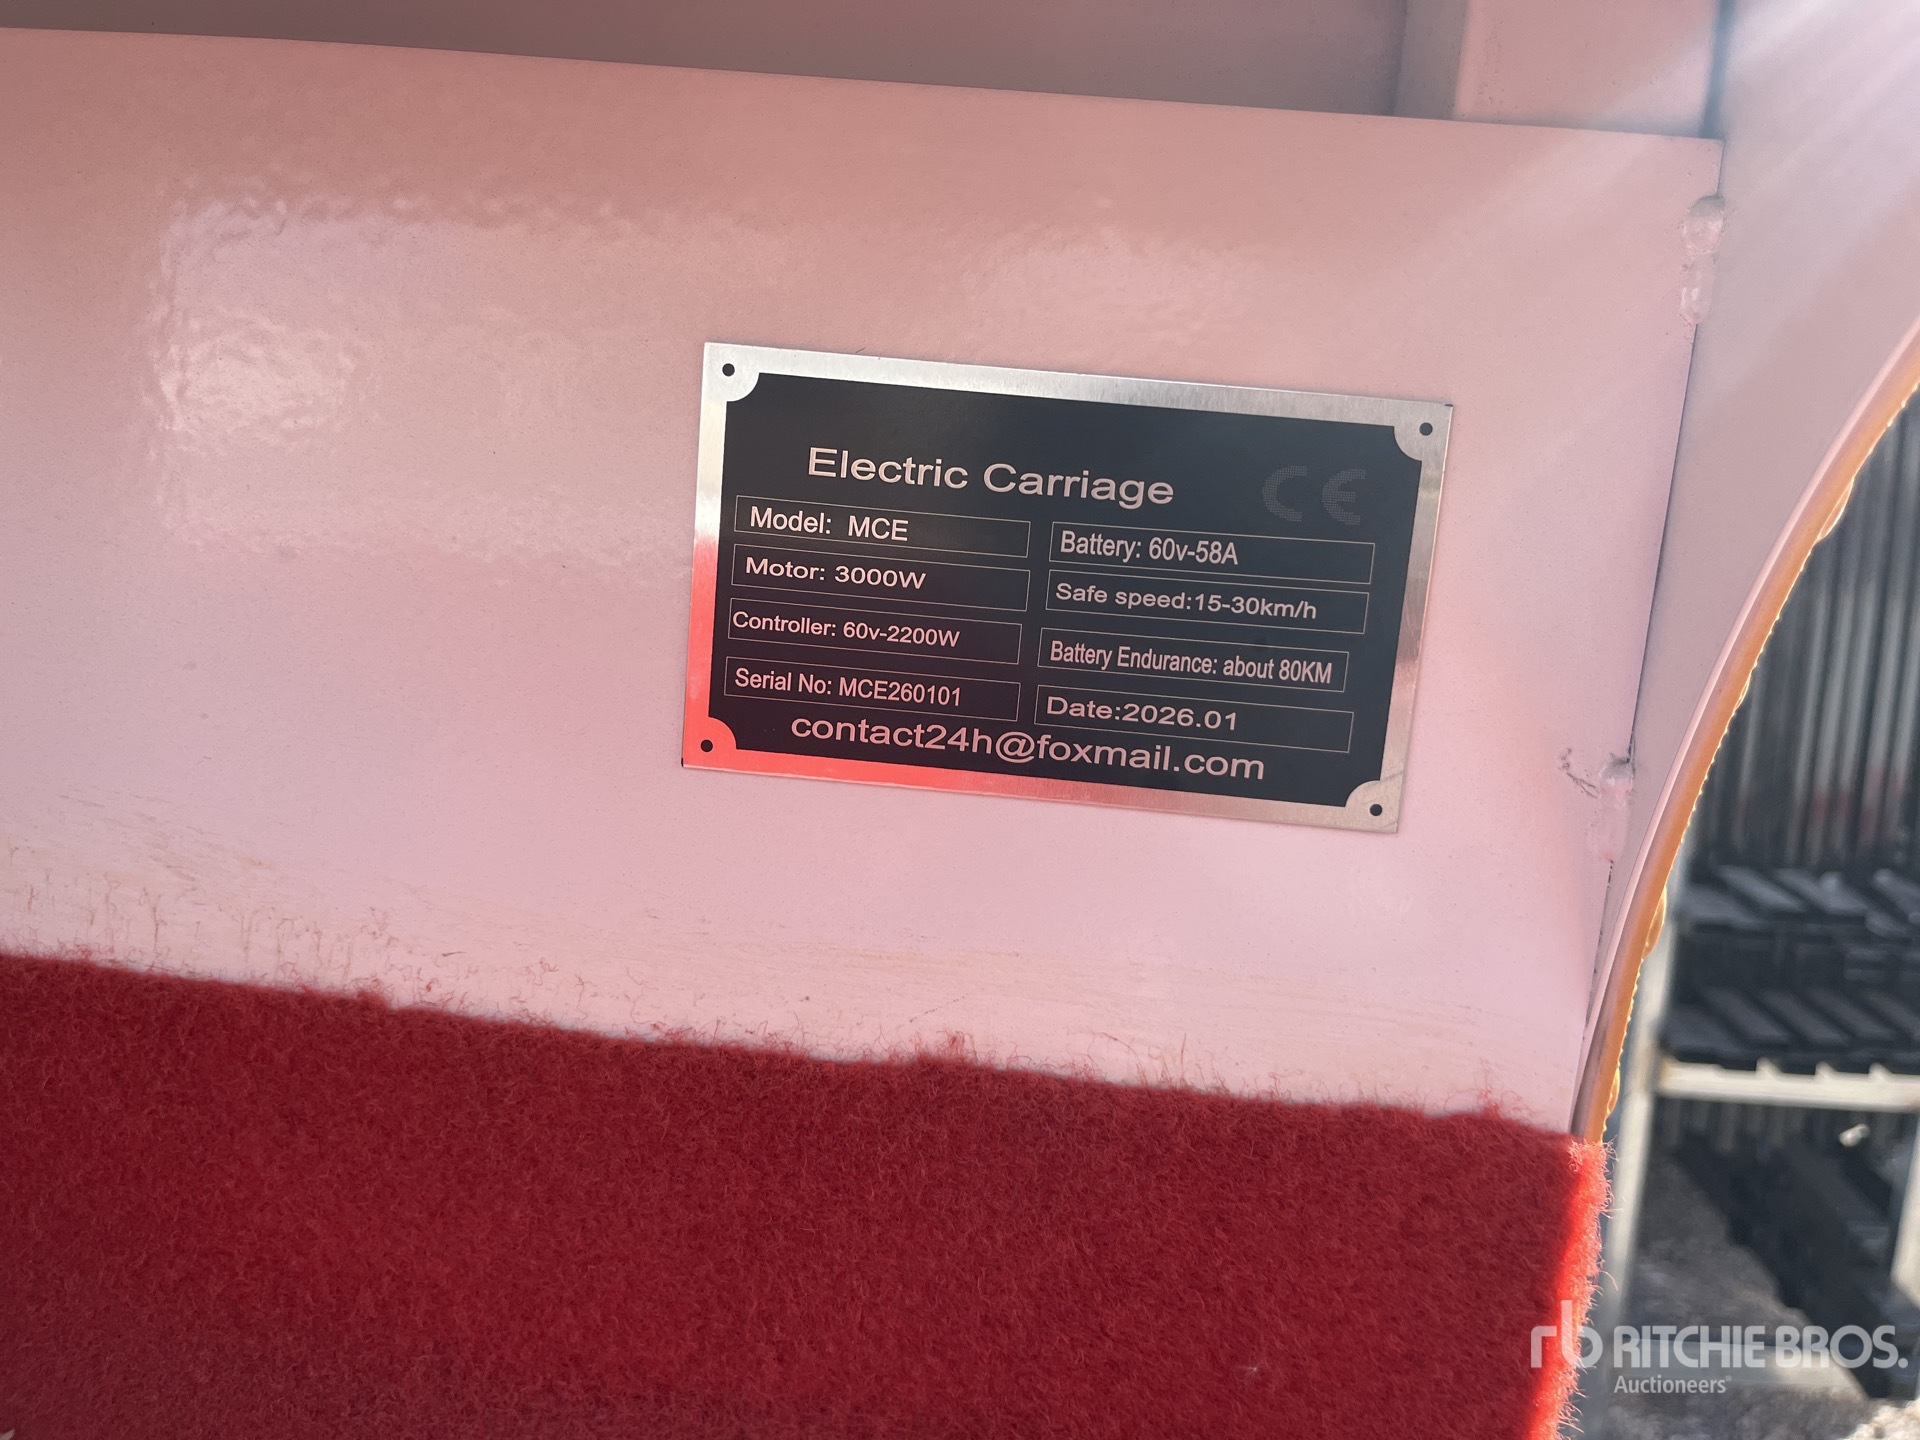 Electric Carriage CE
Model: MCE
Battery: 60v-58A
Motor: 3000W
Safe speed:15-30km/h
Controller: 60v-2200W
Battery Endurance: about 80KM
Serial No: MCE260101
Date:2026.01
contact24h@foxmail.com
rb RITCHIE BROS.
Auctioneers